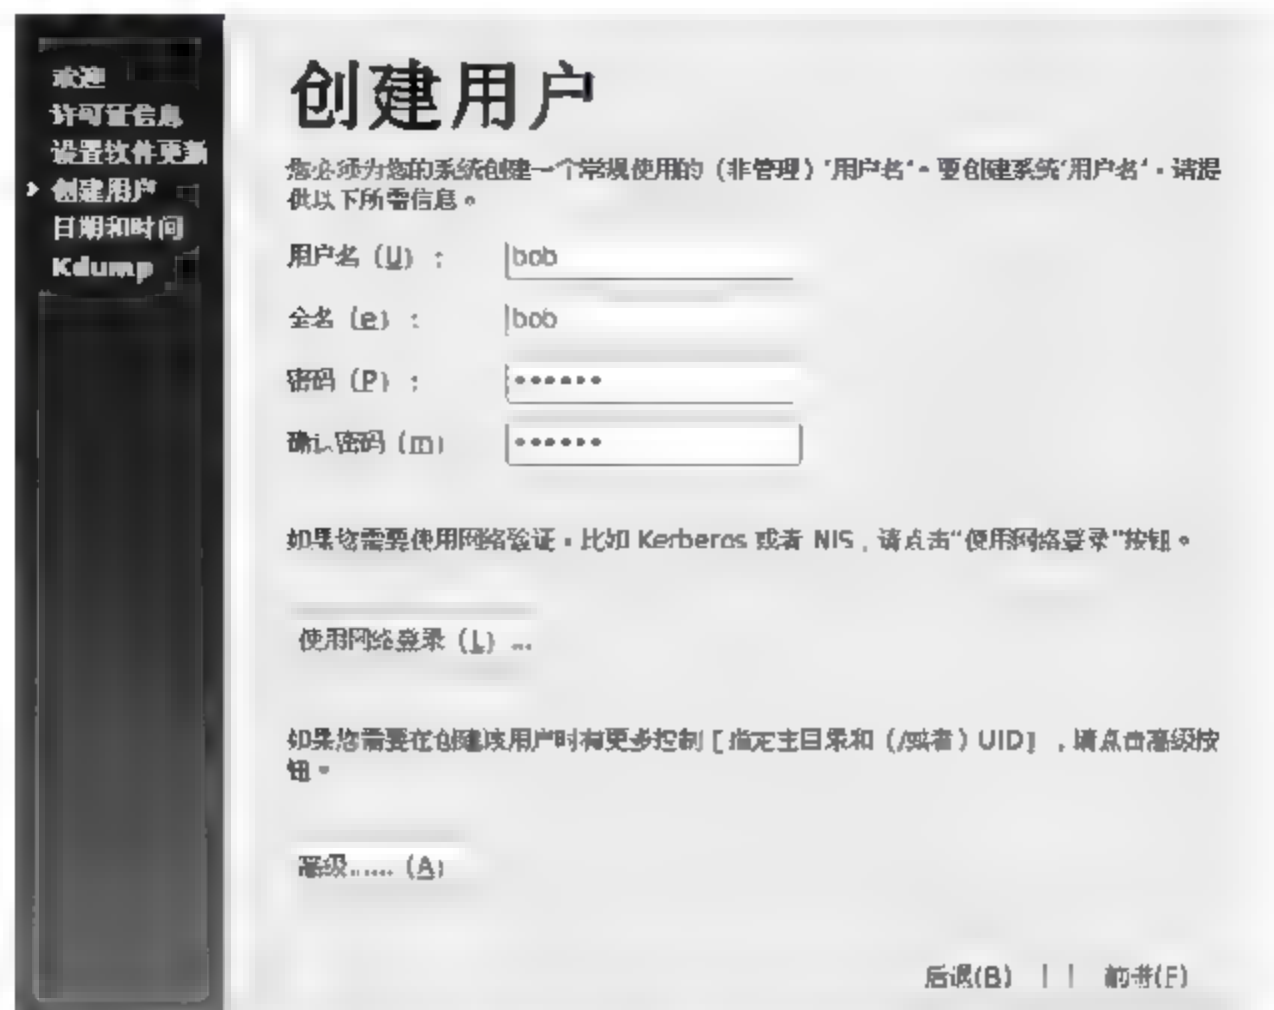 欢迎
许可证信息
设置软件更新
创建用户
日期和时间
Kdump
创建用户
您必须为您的系统创建一个常规使用的（非管理）'用户名'。要创建系统'用户名'，请提
供以下所需信息。
用户名（U）：
bob
全名（e）：
bob
密码（P）：
••••••
确认密码（m）
••••••
如果您需要使用网络验证，比如 Kerberos 或者 NIS，请点击"使用网络登录"按钮。
使用网络登录（L）...
如果您需要在创建该用户时有更多控制［指定主目录和（/或者）UID］，请点击高级按
钮。
高级......（A）
后退(B)
前进(F)